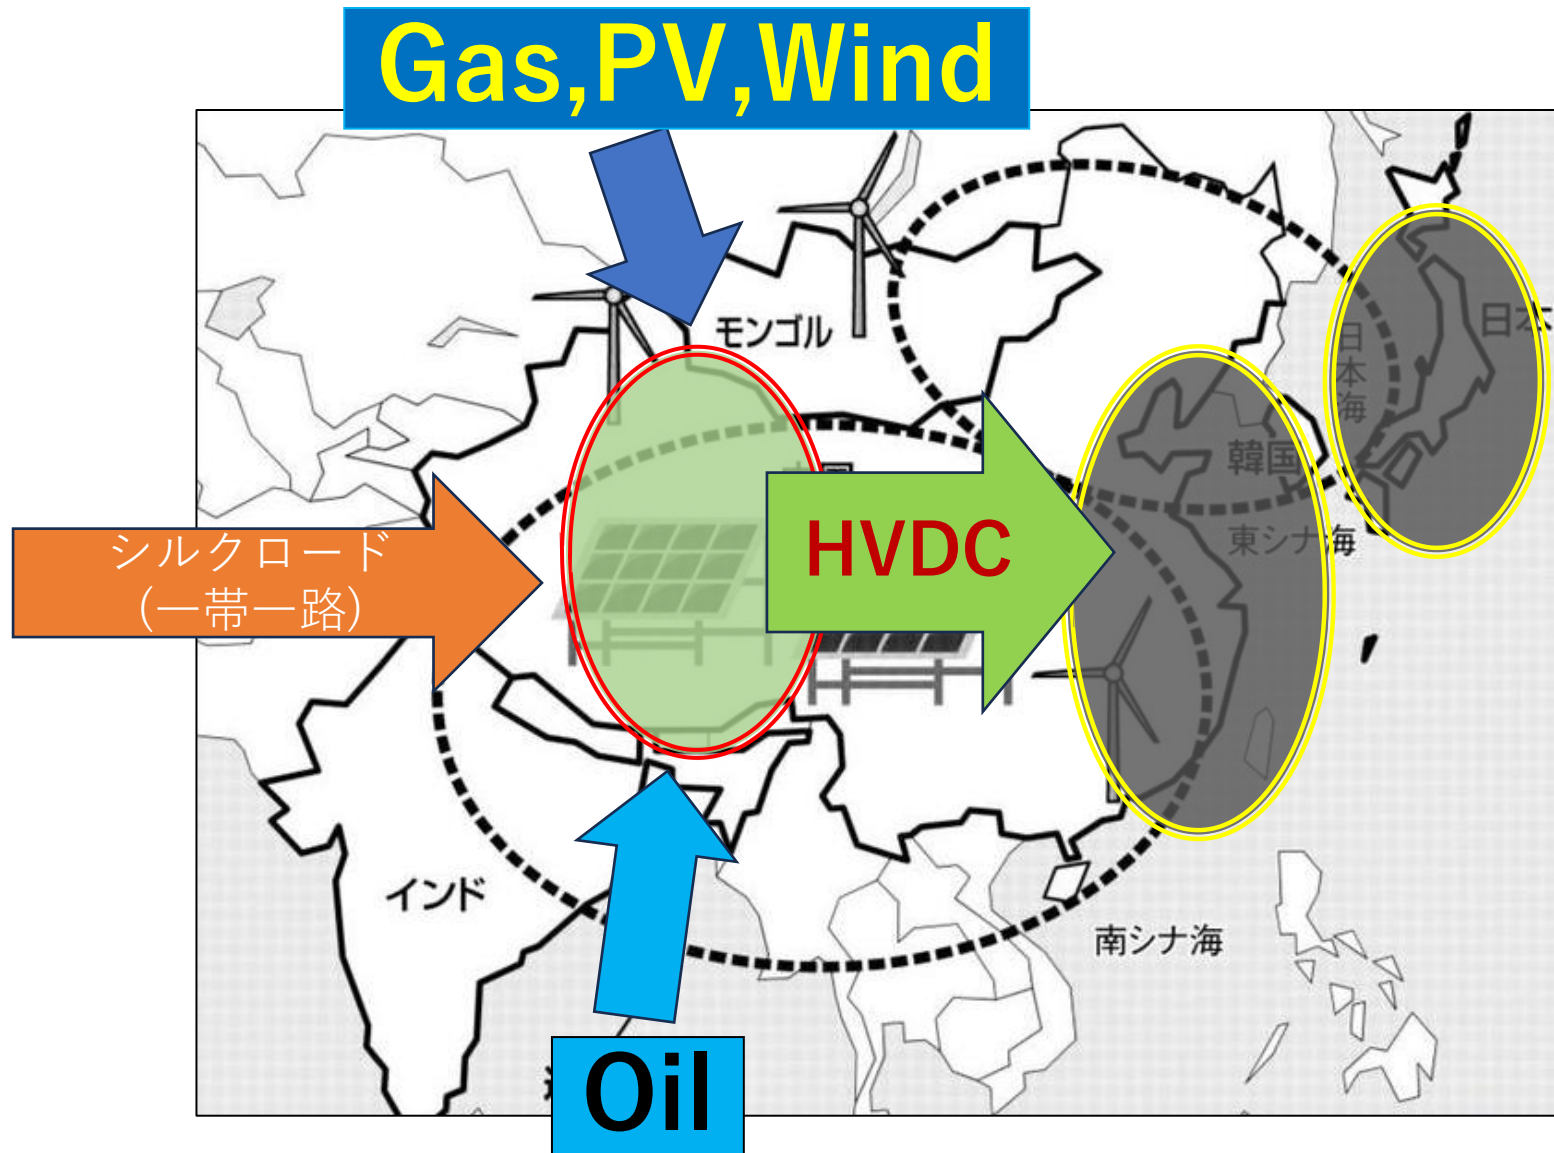 Gas,PV,Wind
モンゴル
日本
日
本
海
韓国
シルクロード
(一帯一路)
HVDC
東シナ海
インド
南シナ海
Oil